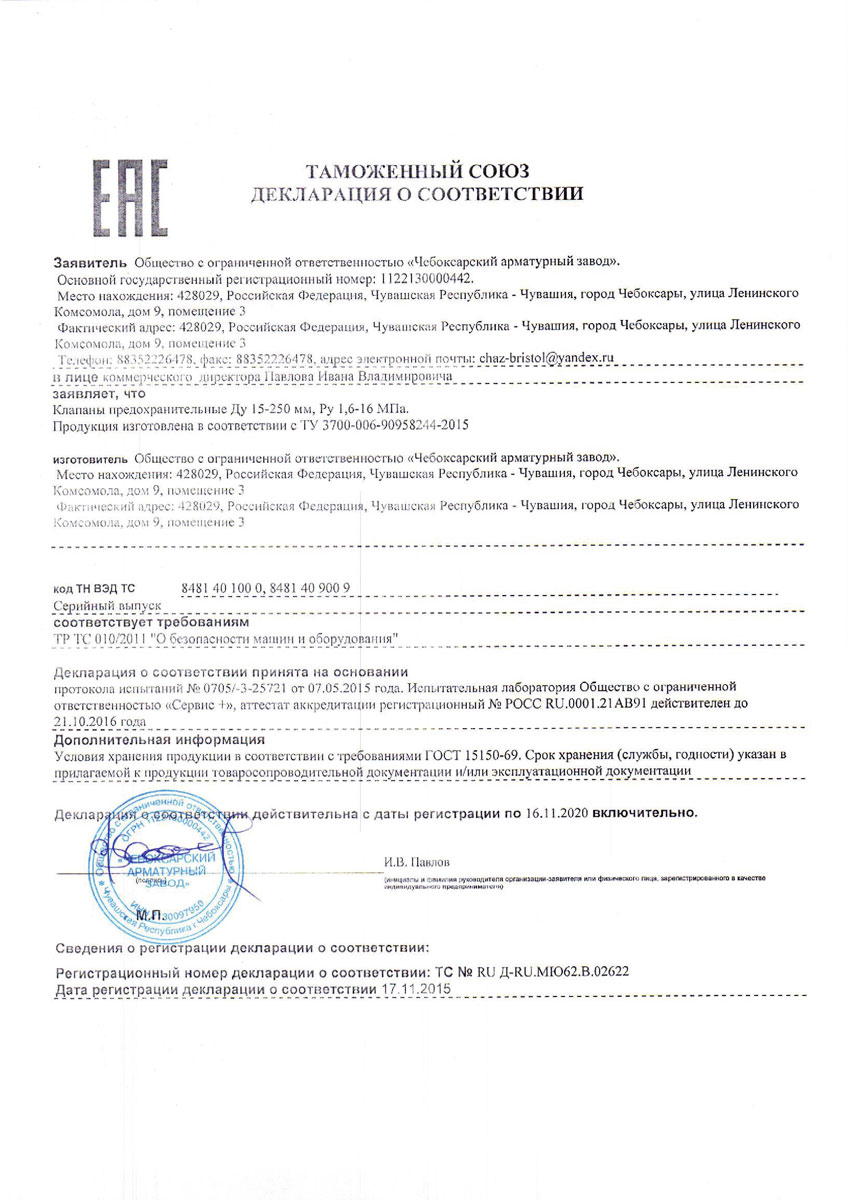 ЕАС
ТАМОЖЕННЫЙ СОЮЗ
ДЕКЛАРАЦИЯ О СООТВЕТСТВИИ
Заявитель Общество с ограниченной ответственностью «Чебоксарский арматурный завод».
Основной государственный регистрационный номер: 1122130000442.
Место нахождения: 428029, Российская Федерация, Чувашская Республика - Чувашия, город Чебоксары, улица Ленинского
Комсомола, дом 9, помещение 3
Фактический адрес: 428029, Российская Федерация, Чувашская Республика - Чувашия, город Чебоксары, улица Ленинского
Комсомола, дом 9, помещение 3
Телефон: 88352226478, факс: 88352226478, адрес электронной почты: chaz-bristol@yandex.ru
в лице коммерческого директора Павлова Ивана Владимировича
заявляет, что
Клапаны предохранительные Ду 15-250 мм, Ру 1,6-16 МПа.
Продукция изготовлена в соответствии с ТУ 3700-006-90958244-2015
изготовитель Общество с ограниченной ответственностью «Чебоксарский арматурный завод».
Место нахождения: 428029, Российская Федерация, Чувашская Республика - Чувашия, город Чебоксары, улица Ленинского
Комсомола, дом 9, помещение 3
Фактический адрес: 428029, Российская Федерация, Чувашская Республика - Чувашия, город Чебоксары, улица Ленинского
Комсомола, дом 9, помещение 3
код ТН ВЭД ТС 8481 40 100 0, 8481 40 900 9
Серийный выпуск
соответствует требованиям
ТР ТС 010/2011 "О безопасности машин и оборудования"
Декларация о соответствии принята на основании
протокола испытаний № 0705/-3-25721 от 07.05.2015 года. Испытательная лаборатория Общество с ограниченной
ответственностью «Сервис +», аттестат аккредитации регистрационный № РОСС RU.0001.21АВ91 действителен до
21.10.2016 года
Дополнительная информация
Условия хранения продукции в соответствии с требованиями ГОСТ 15150-69. Срок хранения (службы, годности) указан в
прилагаемой к продукции товаросопроводительной документации и/или эксплуатационной документации
Декларация о соответствии действительна с даты регистрации по 16.11.2020 включительно.
Общество с ограниченной ответственностью
ОГРН 1122130000442
«ЧЕБОКСАРСКИЙ
АРМАТУРНЫЙ
ЗАВОД»
(подпись)
Чувашская Республика г.Чебоксары
М.П.
И.В. Павлов
(инициалы и фамилия руководителя организации-заявителя или физического лица, зарегистрированного в качестве
индивидуального предпринимателя)
Сведения о регистрации декларации о соответствии:
Регистрационный номер декларации о соответствии: ТС № RU Д-RU.МЮ62.В.02622
Дата регистрации декларации о соответствии 17.11.2015